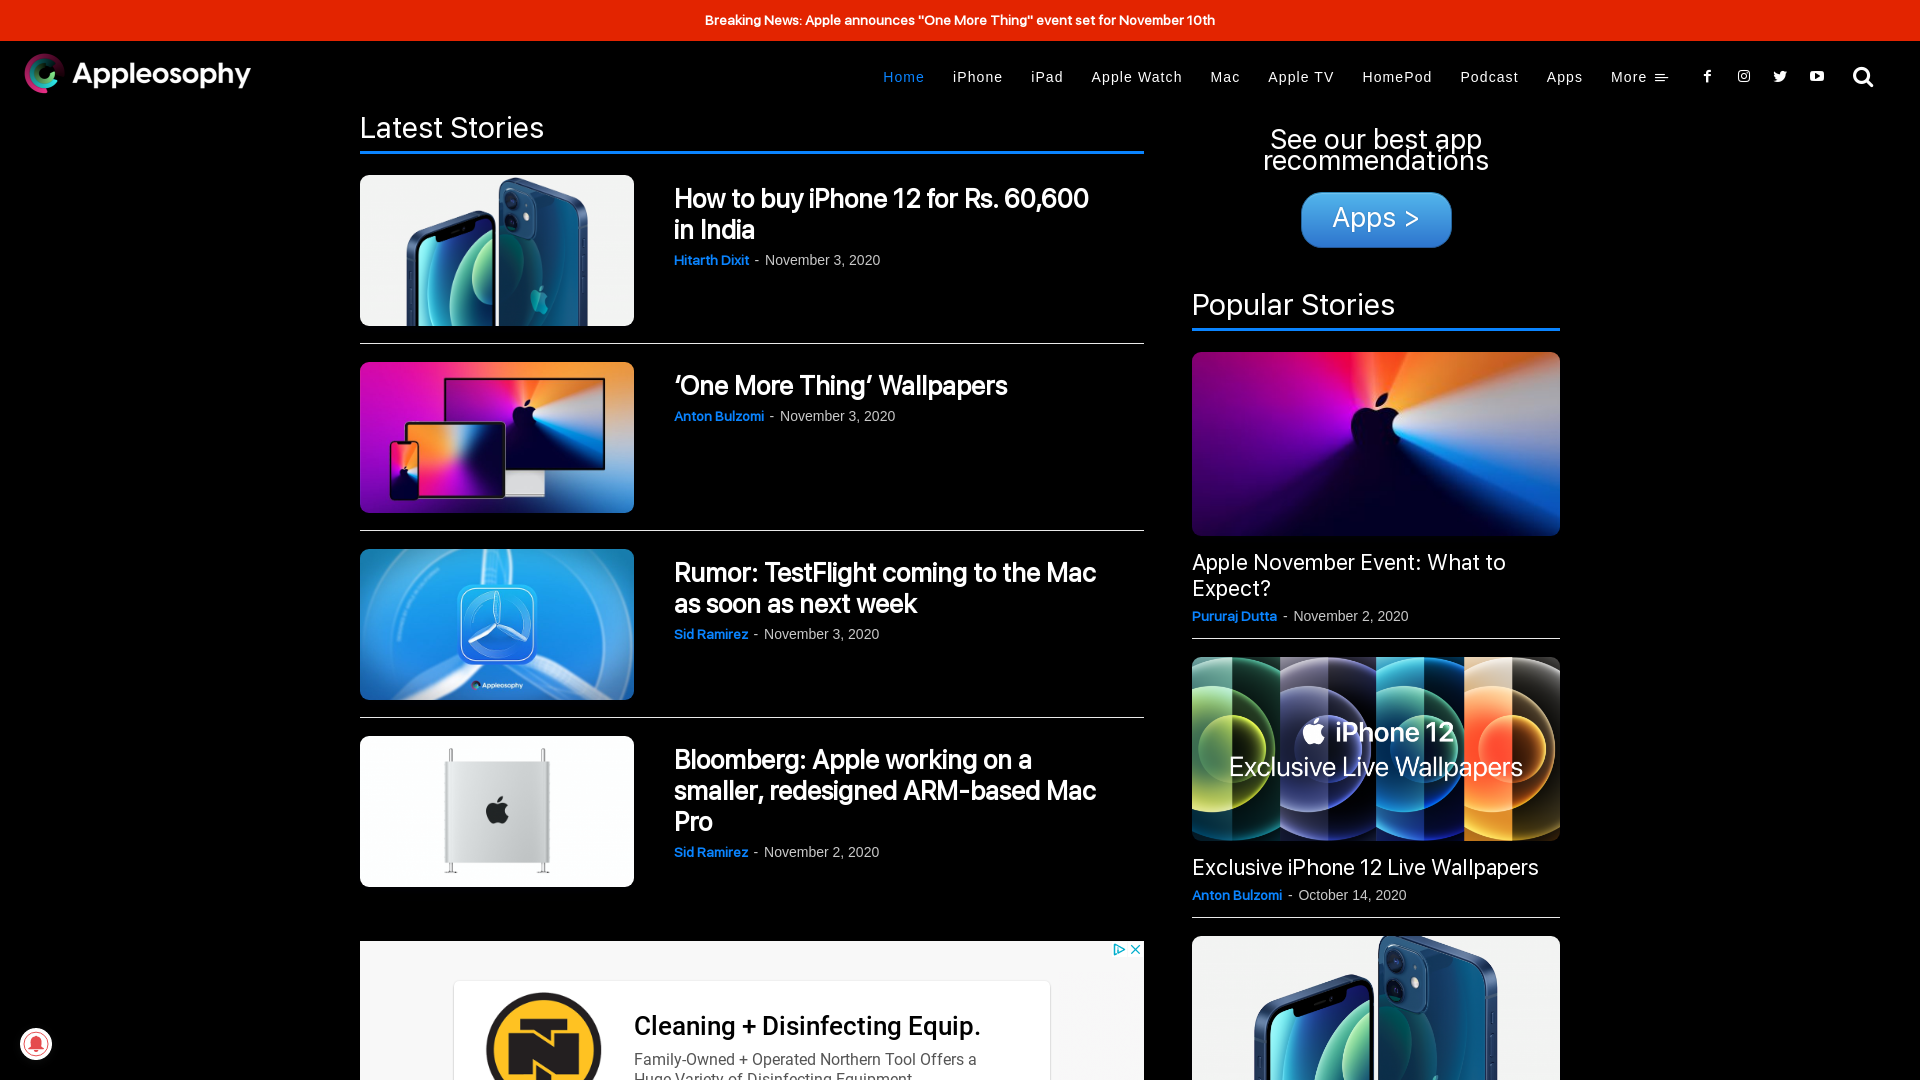 Breaking News: Apple announces "One More Thing" event set for November 10th
Appleosophy
Home
iPhone
iPad
Apple Watch
Mac
Apple TV
HomePod
Podcast
Apps
More
Latest Stories
How to buy iPhone 12 for Rs. 60,600
in India
Hitarth Dixit - November 3, 2020
‘One More Thing’ Wallpapers
Anton Bulzomi - November 3, 2020
Appleosophy
Rumor: TestFlight coming to the Mac
as soon as next week
Sid Ramirez - November 3, 2020
Bloomberg: Apple working on a
smaller, redesigned ARM-based Mac
Pro
Sid Ramirez - November 2, 2020
Cleaning + Disinfecting Equip.
Family-Owned + Operated Northern Tool Offers a
Huge Variety of Disinfecting Equipment
See our best app
recommendations
Apps >
Popular Stories
Apple November Event: What to
Expect?
Pururaj Dutta - November 2, 2020
iPhone 12
Exclusive Live Wallpapers
Exclusive iPhone 12 Live Wallpapers
Anton Bulzomi - October 14, 2020